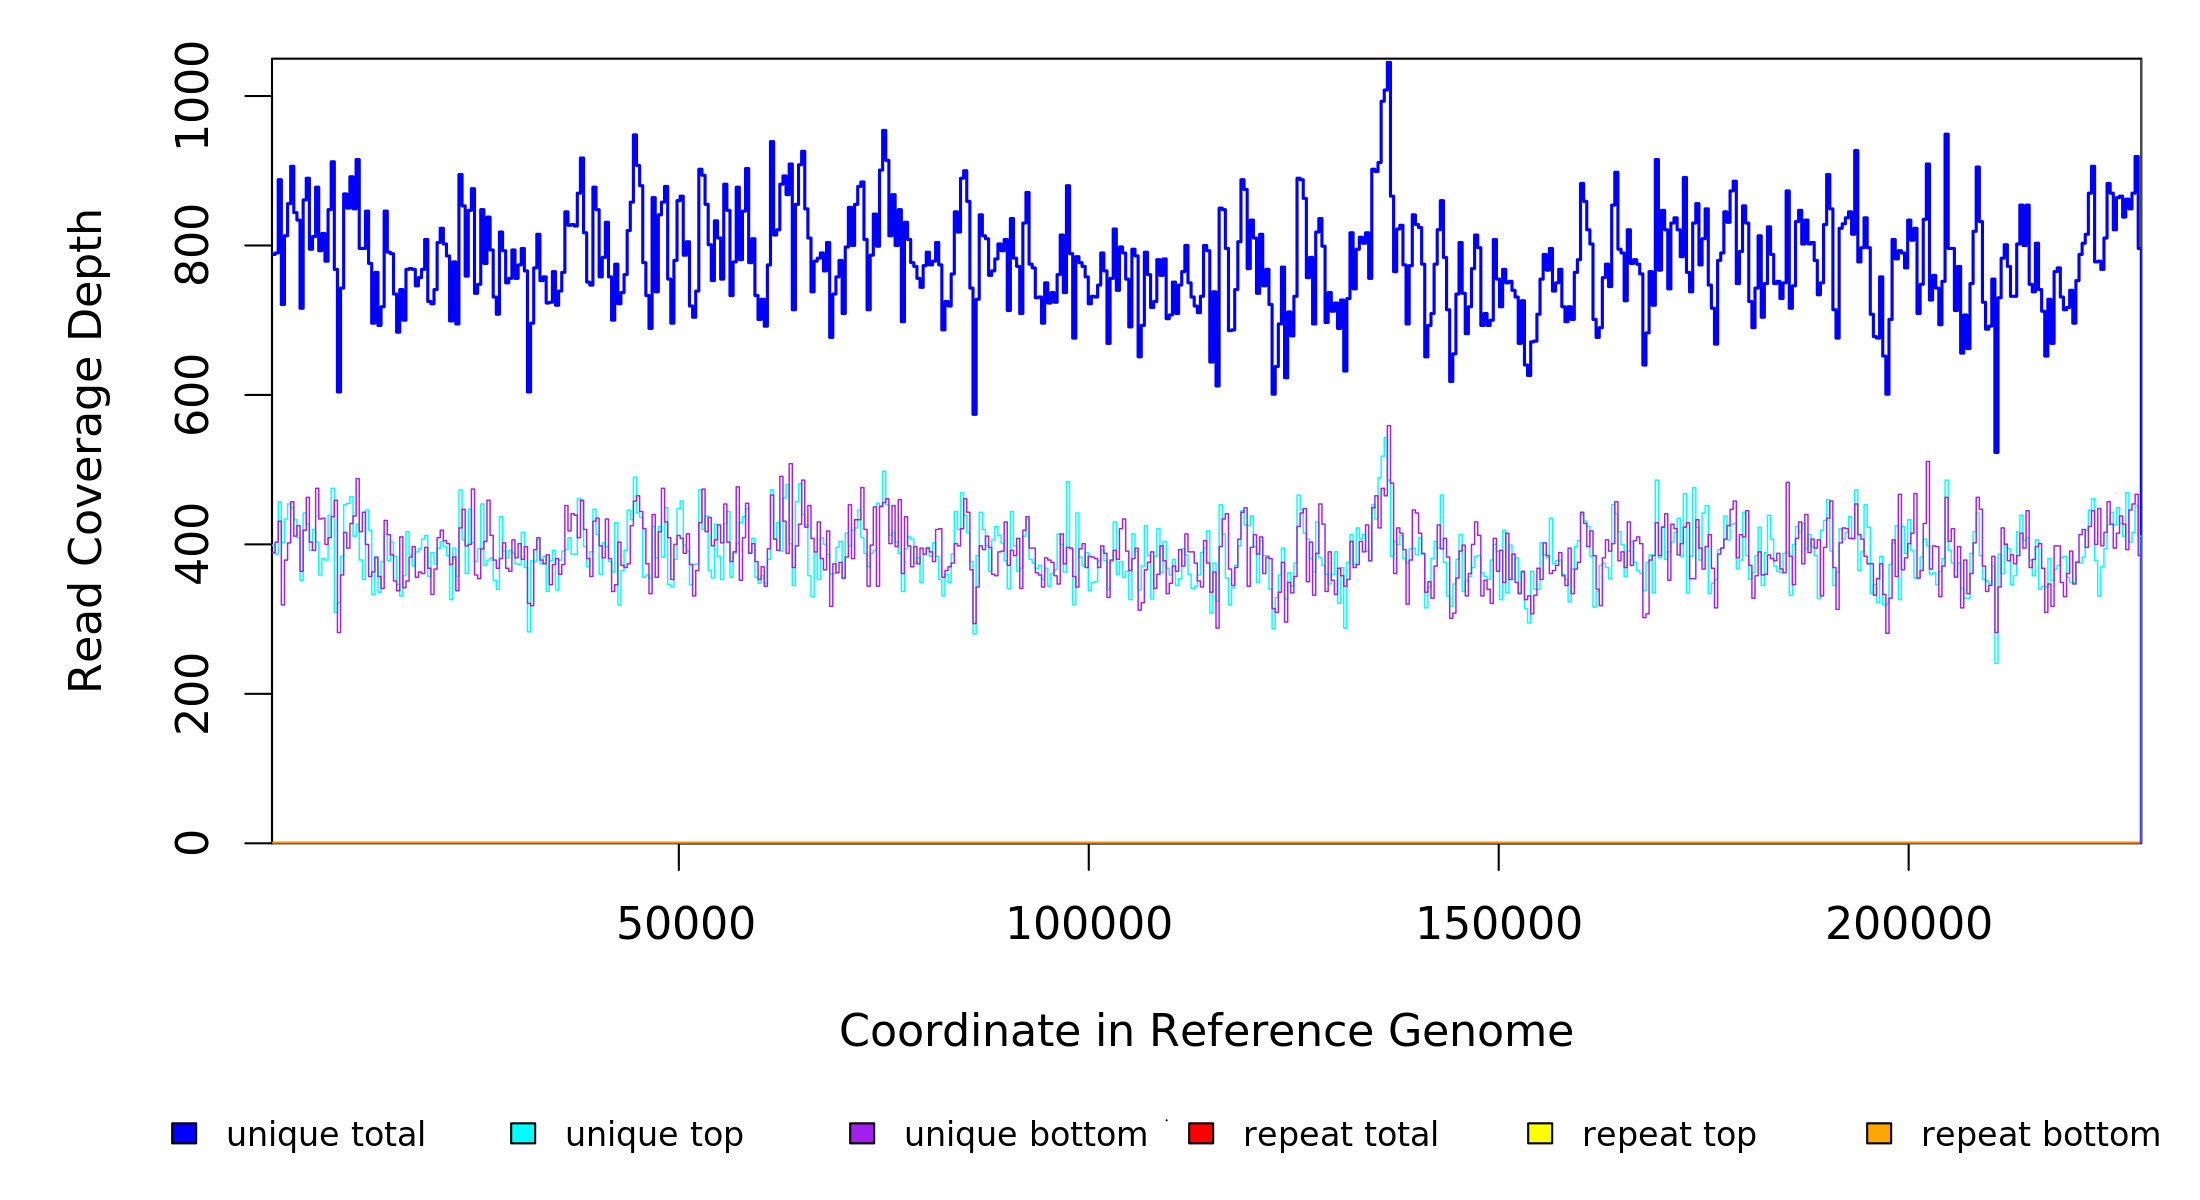 1000
800
600
400
200
0
Read Coverage Depth
50000 100000 150000 200000
Coordinate in Reference Genome
unique total unique top unique bottom repeat total repeat top repeat bottom